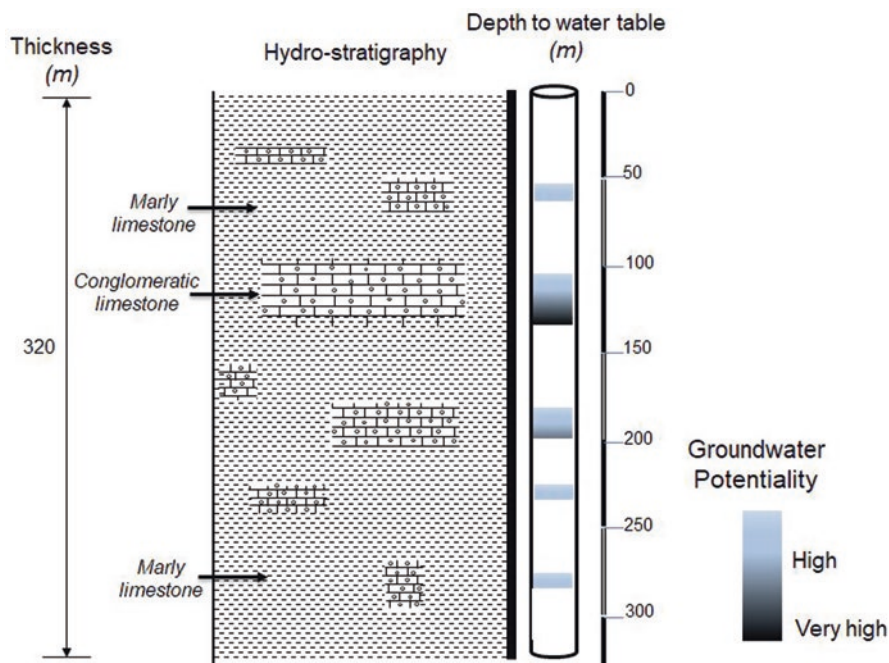 Thickness
(m)
Hydro-stratigraphy
Depth to water table
(m)
0
50
Marly
limestone
100
Conglomeratic
limestone
320
150
200
Groundwater
Potentiality
250
High
Marly
limestone
300
Very high